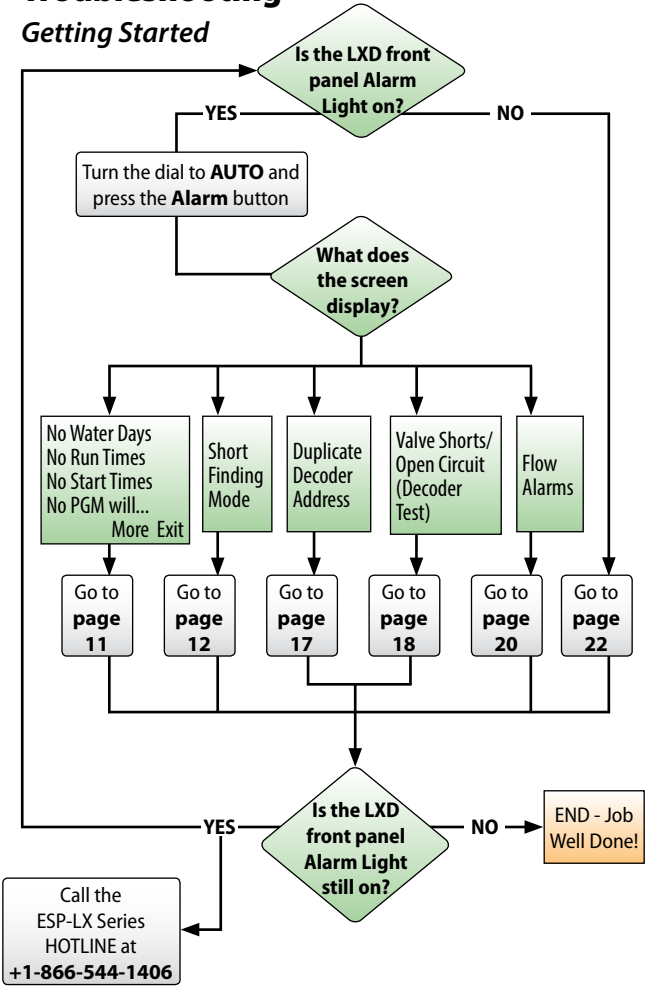 Getting Started
Is the LXD front
panel Alarm
Light on?
YES
NO
Turn the dial to AUTO and
press the Alarm button
What does
the screen
display?
No Water Days
No Run Times
No Start Times
No PGM will...
More Exit
Short
Finding
Mode
Duplicate
Decoder
Address
Valve Shorts/
Open Circuit
(Decoder
Test)
Flow
Alarms
Go to
page
11
Go to
page
12
Go to
page
17
Go to
page
18
Go to
page
20
Go to
page
22
Is the LXD
front panel
Alarm Light
still on?
YES
NO
END - Job
Well Done!
Call the
ESP-LX Series
HOTLINE at
+1-866-544-1406